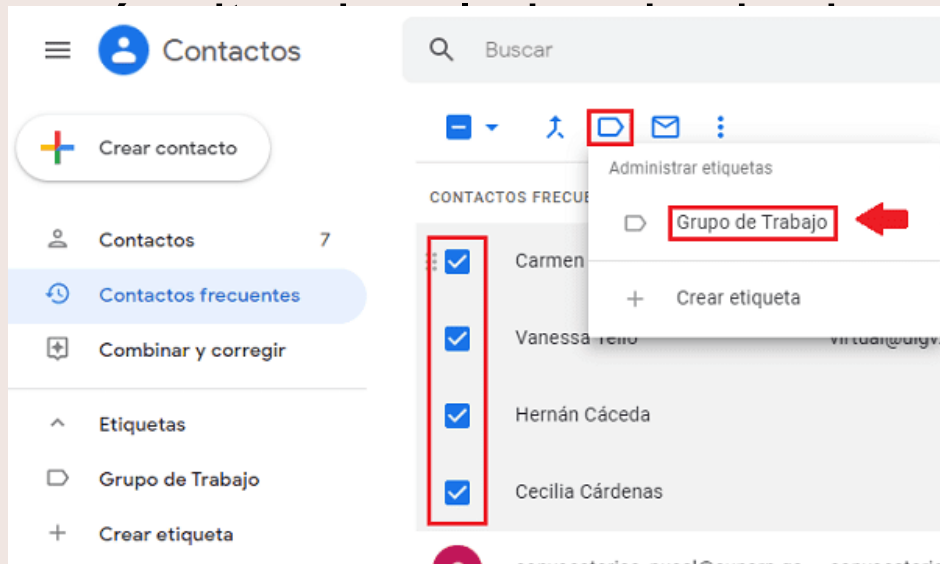 Contactos
Buscar
Crear contacto
Administrar etiquetas
CONTACTOS
Grupo de Trabajo
Contactos 7
Carmen
Contactos frecuentes
Crear etiqueta
Combinar y corregir
Vanessa Tello
Hernán Cáceda
Etiquetas
Grupo de Trabajo
Cecilia Cárdenas
Crear etiqueta